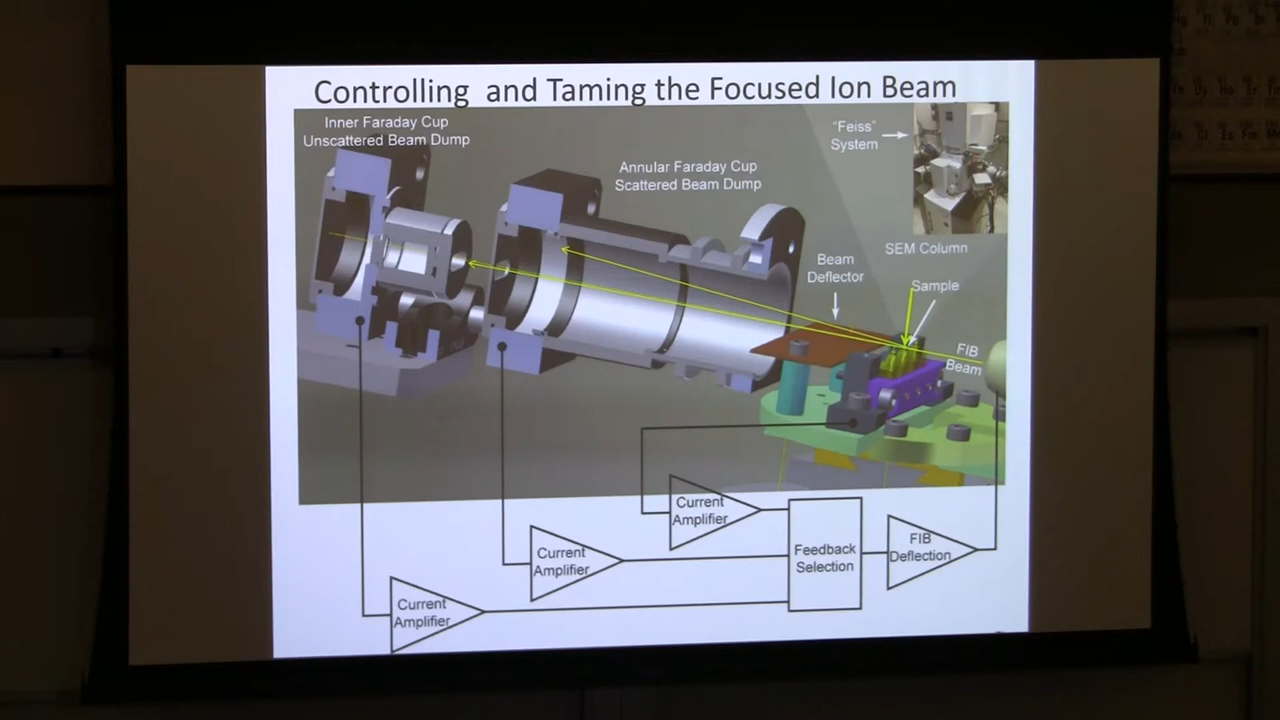 Controlling and Taming the Focused Ion Beam
Inner Faraday Cup
Unscattered Beam Dump
Annular Faraday Cup
Scattered Beam Dump
"Feiss"
System
SEM Column
Beam
Deflector
Sample
FIB
Beam
Current
Amplifier
Current
Amplifier
Current
Amplifier
Feedback
Selection
FIB
Deflection